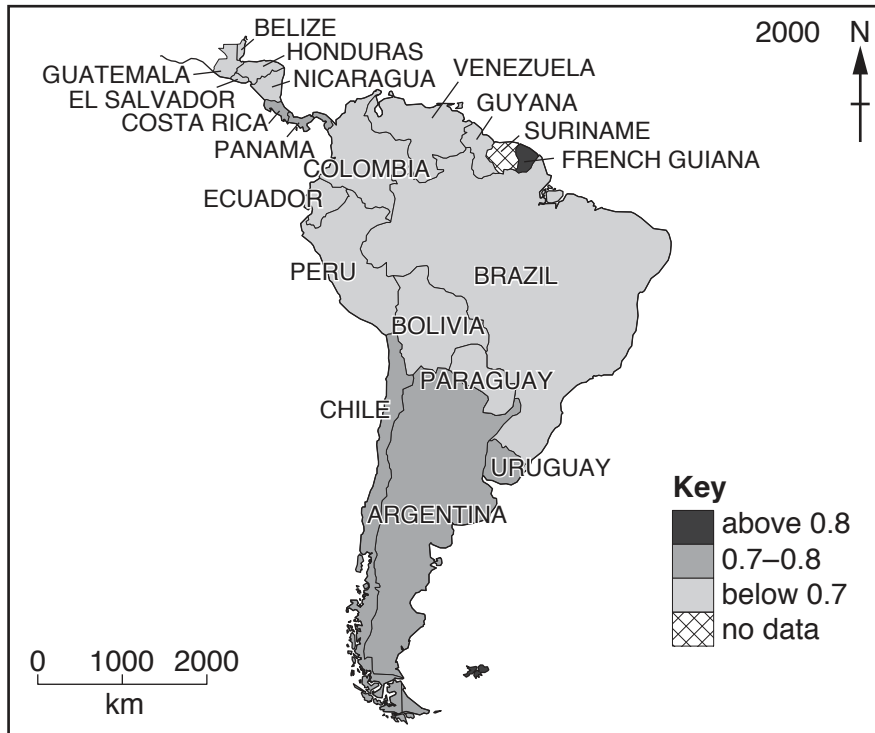 BELIZE
2000 N
HONDURAS
GUATEMALA
NICARAGUA
VENEZUELA
EL SALVADOR
GUYANA
COSTA RICA
SURINAME
PANAMA
FRENCH GUIANA
COLOMBIA
ECUADOR
PERU
BRAZIL
BOLIVIA
PARAGUAY
CHILE
URUGUAY
ARGENTINA
Key
above 0.8
0.7–0.8
below 0.7
no data
0 1000 2000
km